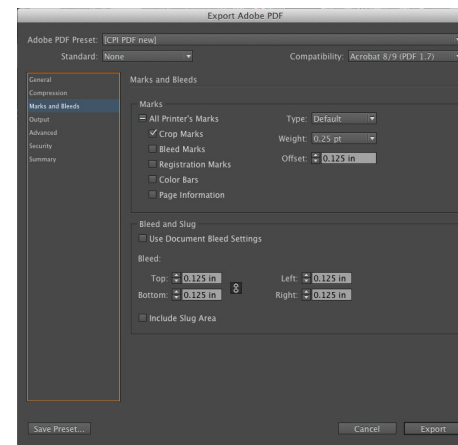 Export Adobe PDF
Adobe PDF Preset: [CPI PDF new]
Standard: None Compatibility: Acrobat 8/9 (PDF 1.7)
General
Compression
Marks and Bleeds
Output
Advanced
Security
Summary
Marks and Bleeds
Marks
All Printer's Marks Type: Default
Crop Marks Weight: 0.25 pt
Bleed Marks Offset: 0.125 in
Registration Marks
Color Bars
Page Information
Bleed and Slug
Use Document Bleed Settings
Bleed:
Top: 0.125 in Left: 0.125 in
Bottom: 0.125 in Right: 0.125 in
Include Slug Area
Save Preset... Cancel Export